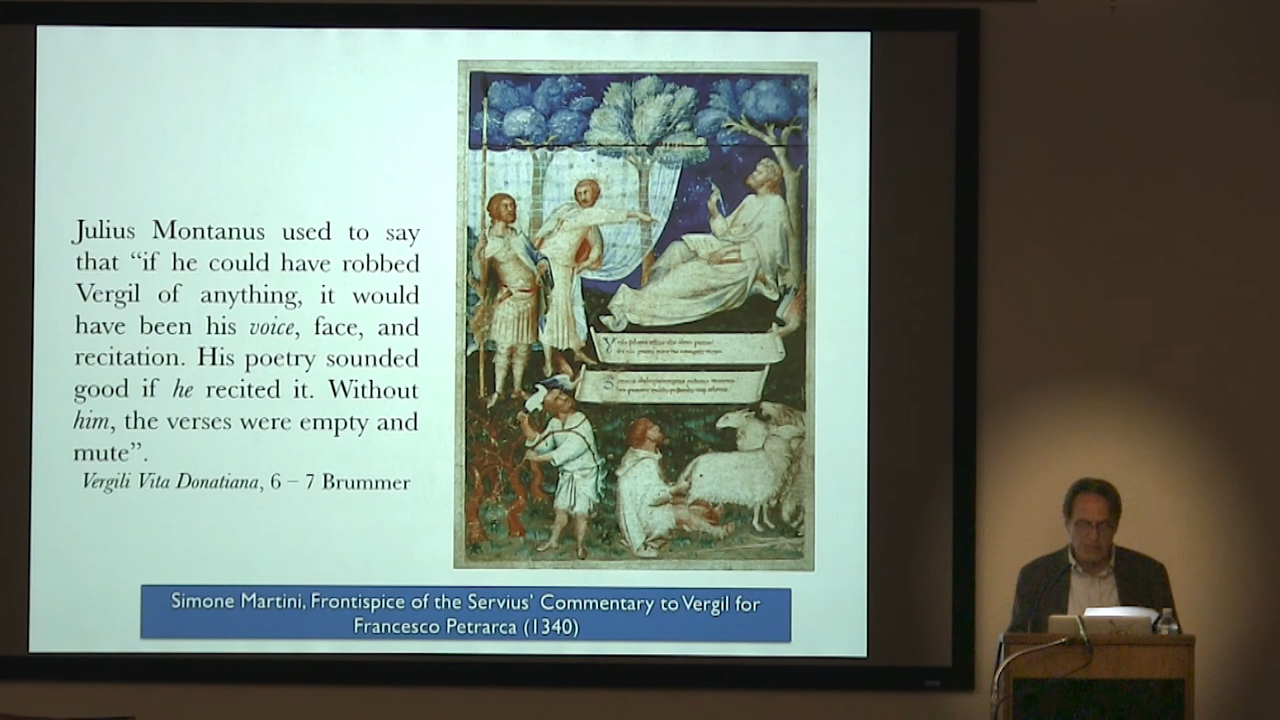 Julius Montanus used to say
that “if he could have robbed
Vergil of anything, it would
have been his voice, face, and
recitation. His poetry sounded
good if he recited it. Without
him, the verses were empty and
mute”.
Vergili Vita Donatiana, 6 – 7 Brummer
Simone Martini, Frontispice of the Servius' Commentary to Vergil for
Francesco Petrarca (1340)